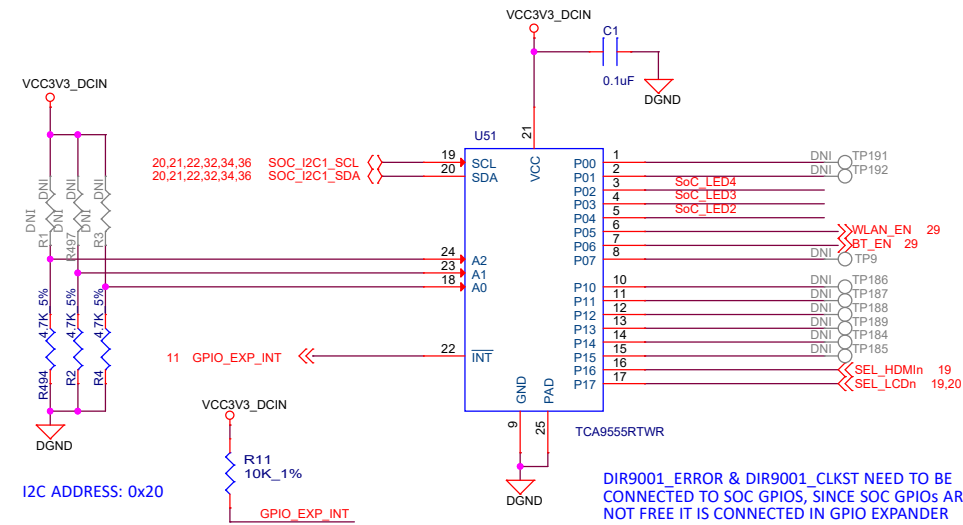 VCC3V3_DCIN
C1
0.1uF
DGND
VCC3V3_DCIN
U51
21
VCC
20,21,22,32,34,36 SOC_I2C1_SCL 19 SCL
20,21,22,32,34,36 SOC_I2C1_SDA 20 SDA
P00 1 DNI TP191
P01 2 DNI TP192
P02 3 SoC_LED4
P03 4 SoC_LED3
P04 5 SoC_LED2
P05 6 WLAN_EN 29
P06 7 BT_EN 29
P07 8 DNI TP9
DNI DNI DNI DNI
R1 R497 R3
24 A2
23 A1
18 A0
P10 10 DNI TP186
P11 11 DNI TP187
P12 12 DNI TP188
P13 13 DNI TP189
P14 14 DNI TP184
P15 15 DNI TP185
P16 16 SEL_HDMIn 19
P17 17 SEL_LCDn 19,20
4.7K 5% 4.7K 5% 4.7K 5%
R494 R2 R4
11 GPIO_EXP_INT 22 INT
GND PAD
9 25
TCA9555RTWR
DGND
DGND
VCC3V3_DCIN
R11
10K_1%
GPIO_EXP_INT
I2C ADDRESS: 0x20
DIR9001_ERROR & DIR9001_CLKST NEED TO BE
CONNECTED TO SOC GPIOS, SINCE SOC GPIOs AR
NOT FREE IT IS CONNECTED IN GPIO EXPANDER